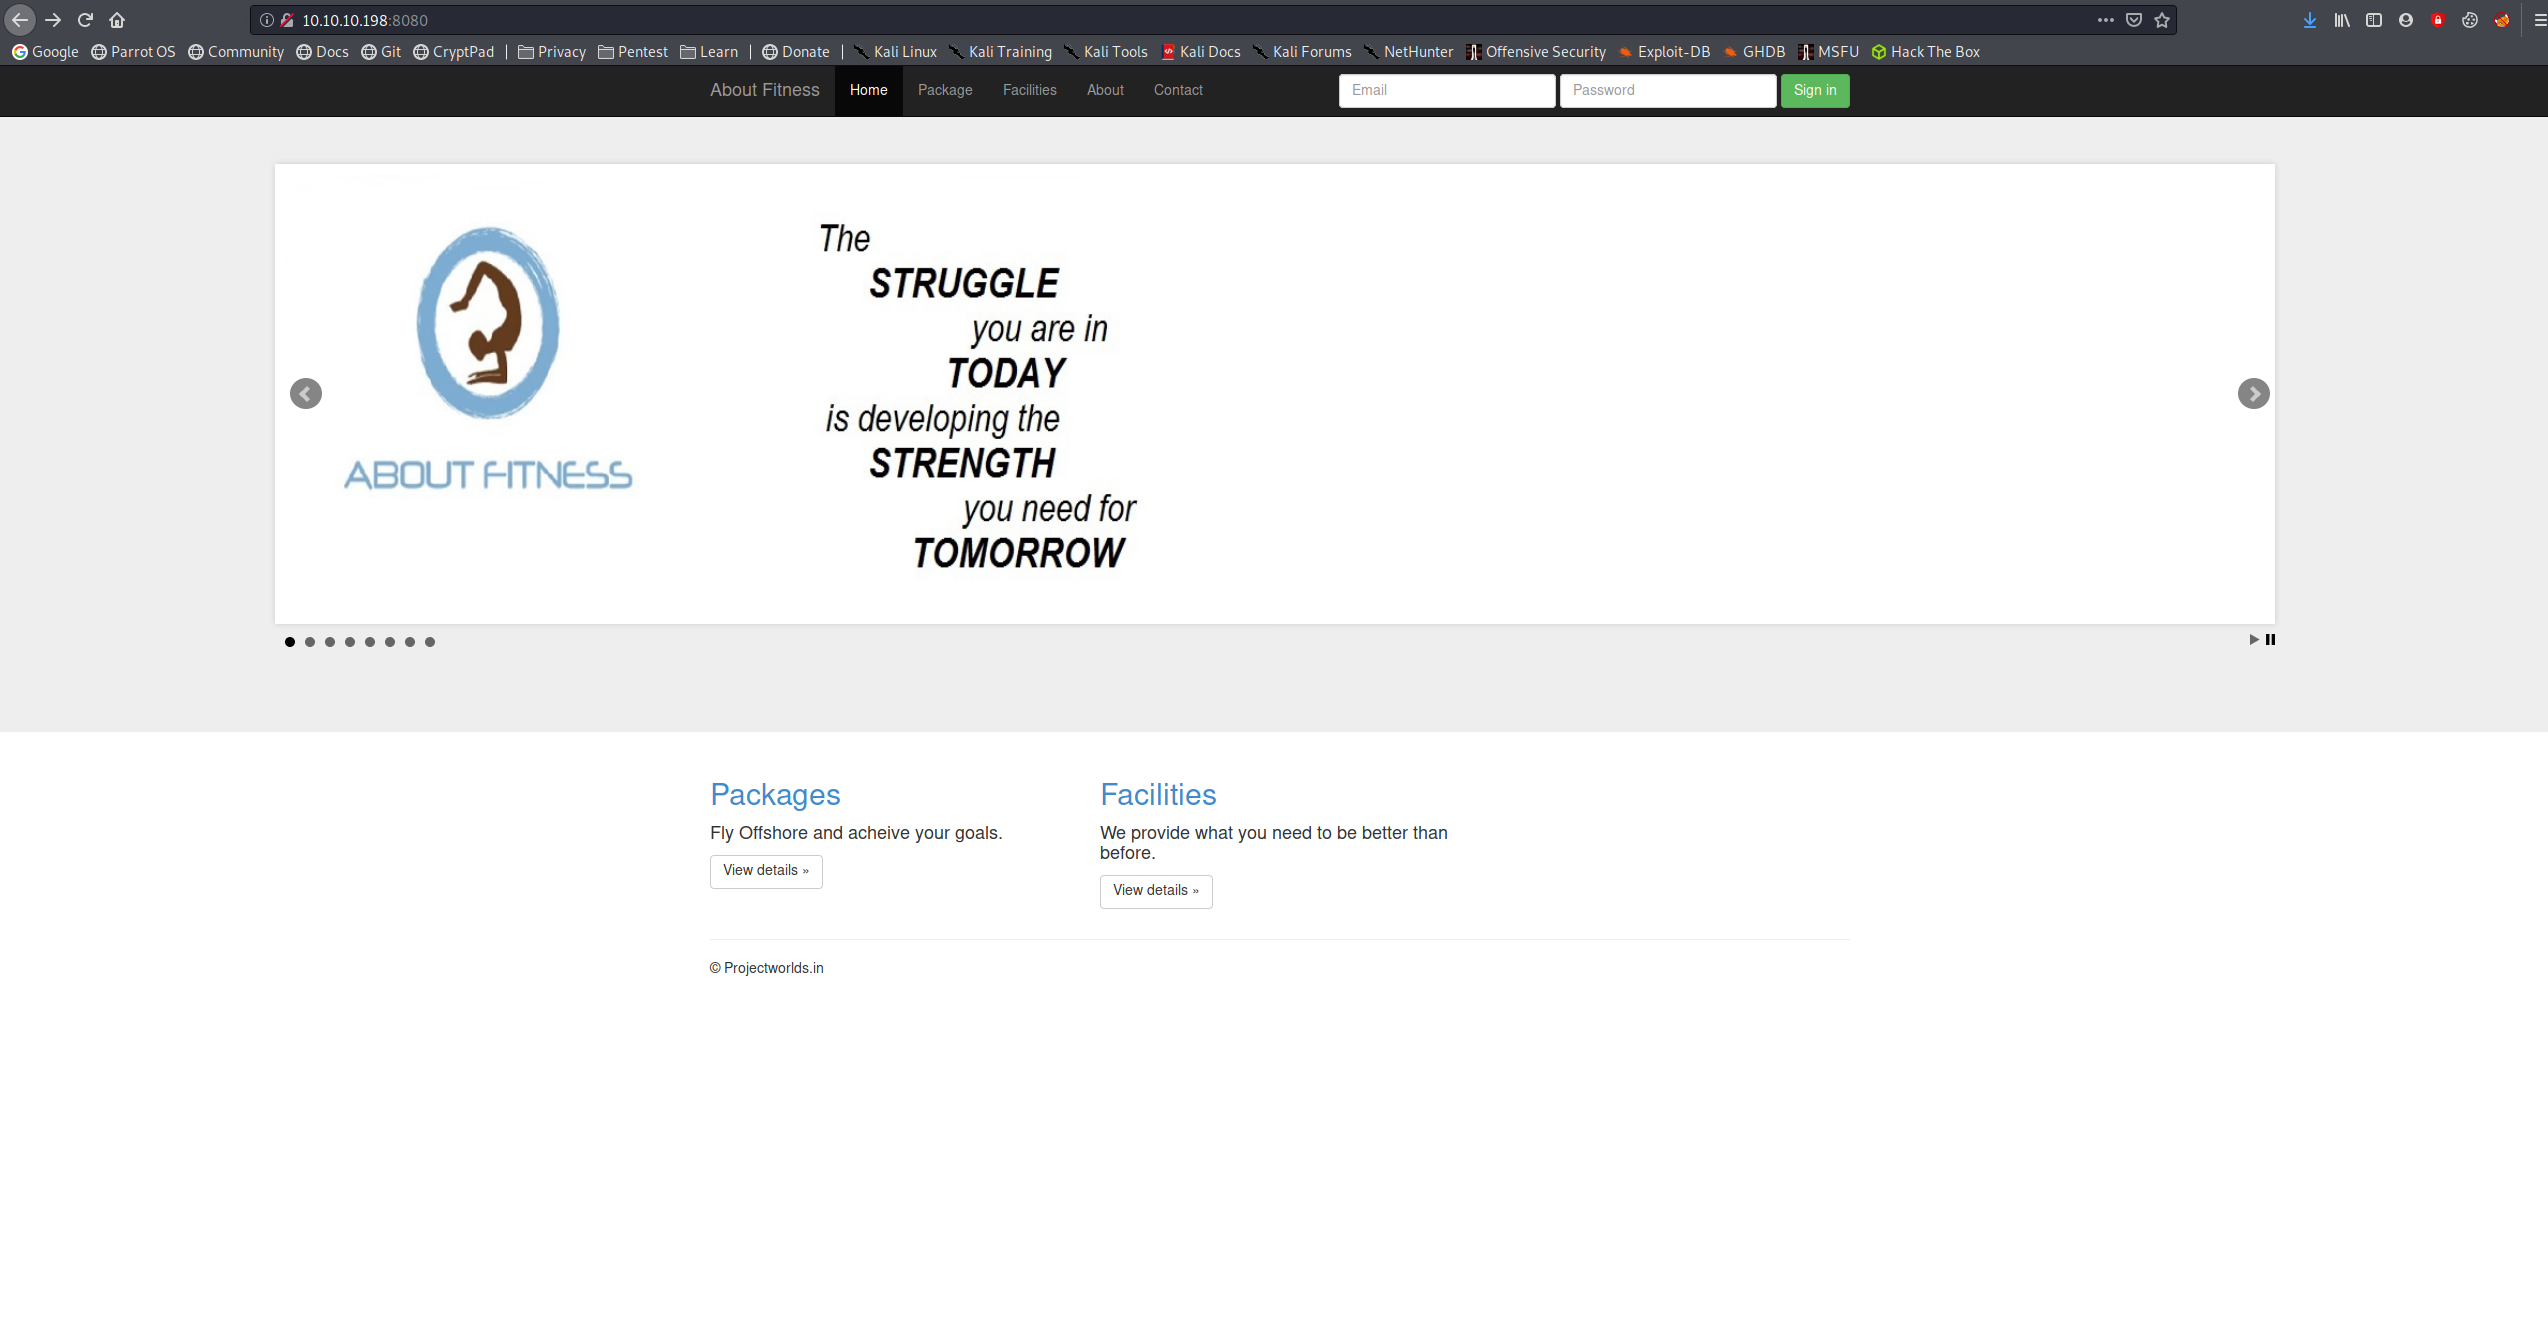 10.10.10.198:8080
Google Parrot OS Community Docs Git CryptPad | Privacy Pentest Learn | Donate | Kali Linux Kali Training Kali Tools Kali Docs Kali Forums NetHunter Offensive Security Exploit-DB GHDB MSFU Hack The Box
About Fitness Home Package Facilities About Contact Email Password Sign in
The
STRUGGLE
you are in
TODAY
is developing the
STRENGTH
you need for
TOMORROW
ABOUT FITNESS
Packages
Fly Offshore and acheive your goals.
View details »
Facilities
We provide what you need to be better than
before.
View details »
© Projectworlds.in